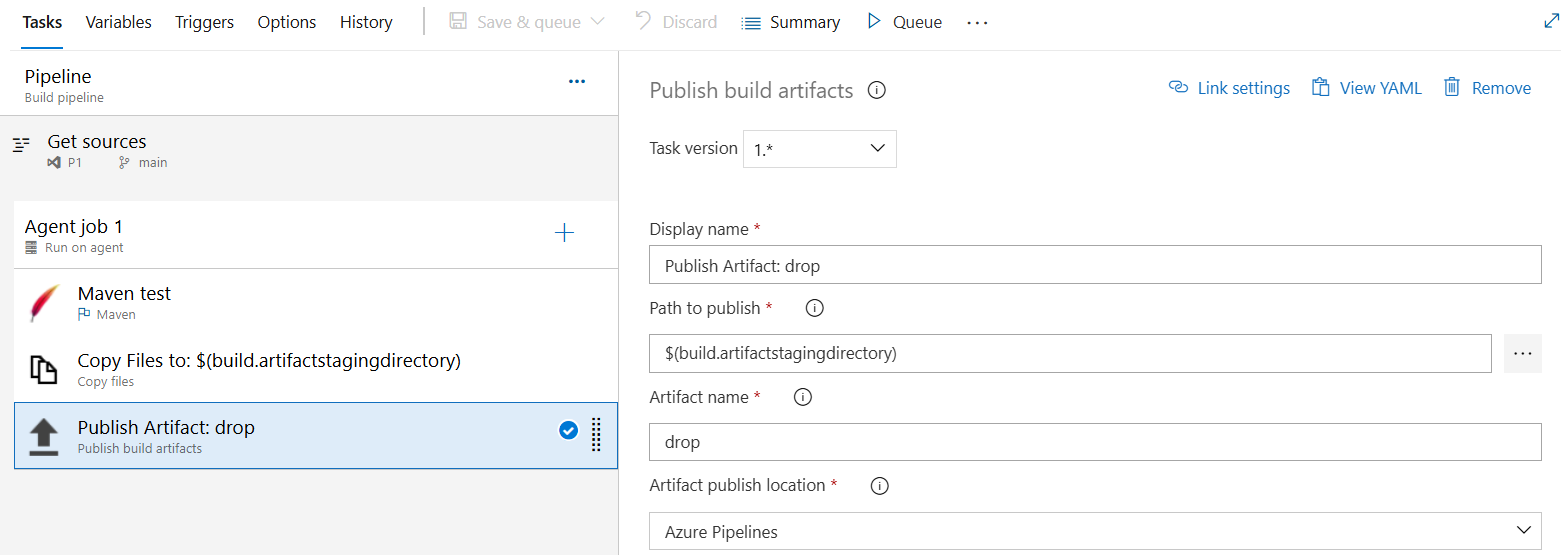 Tasks Variables Triggers Options History Save & queue Discard Summary Queue ...
Pipeline ...
Build pipeline
Get sources
P1 main
Agent job 1
Run on agent
Maven test
Maven
Copy Files to: $(build.artifactstagingdirectory)
Copy files
Publish Artifact: drop
Publish build artifacts
Publish build artifacts Link settings View YAML Remove
Task version 1.*
Display name *
Publish Artifact: drop
Path to publish *
$(build.artifactstagingdirectory) ...
Artifact name *
drop
Artifact publish location *
Azure Pipelines